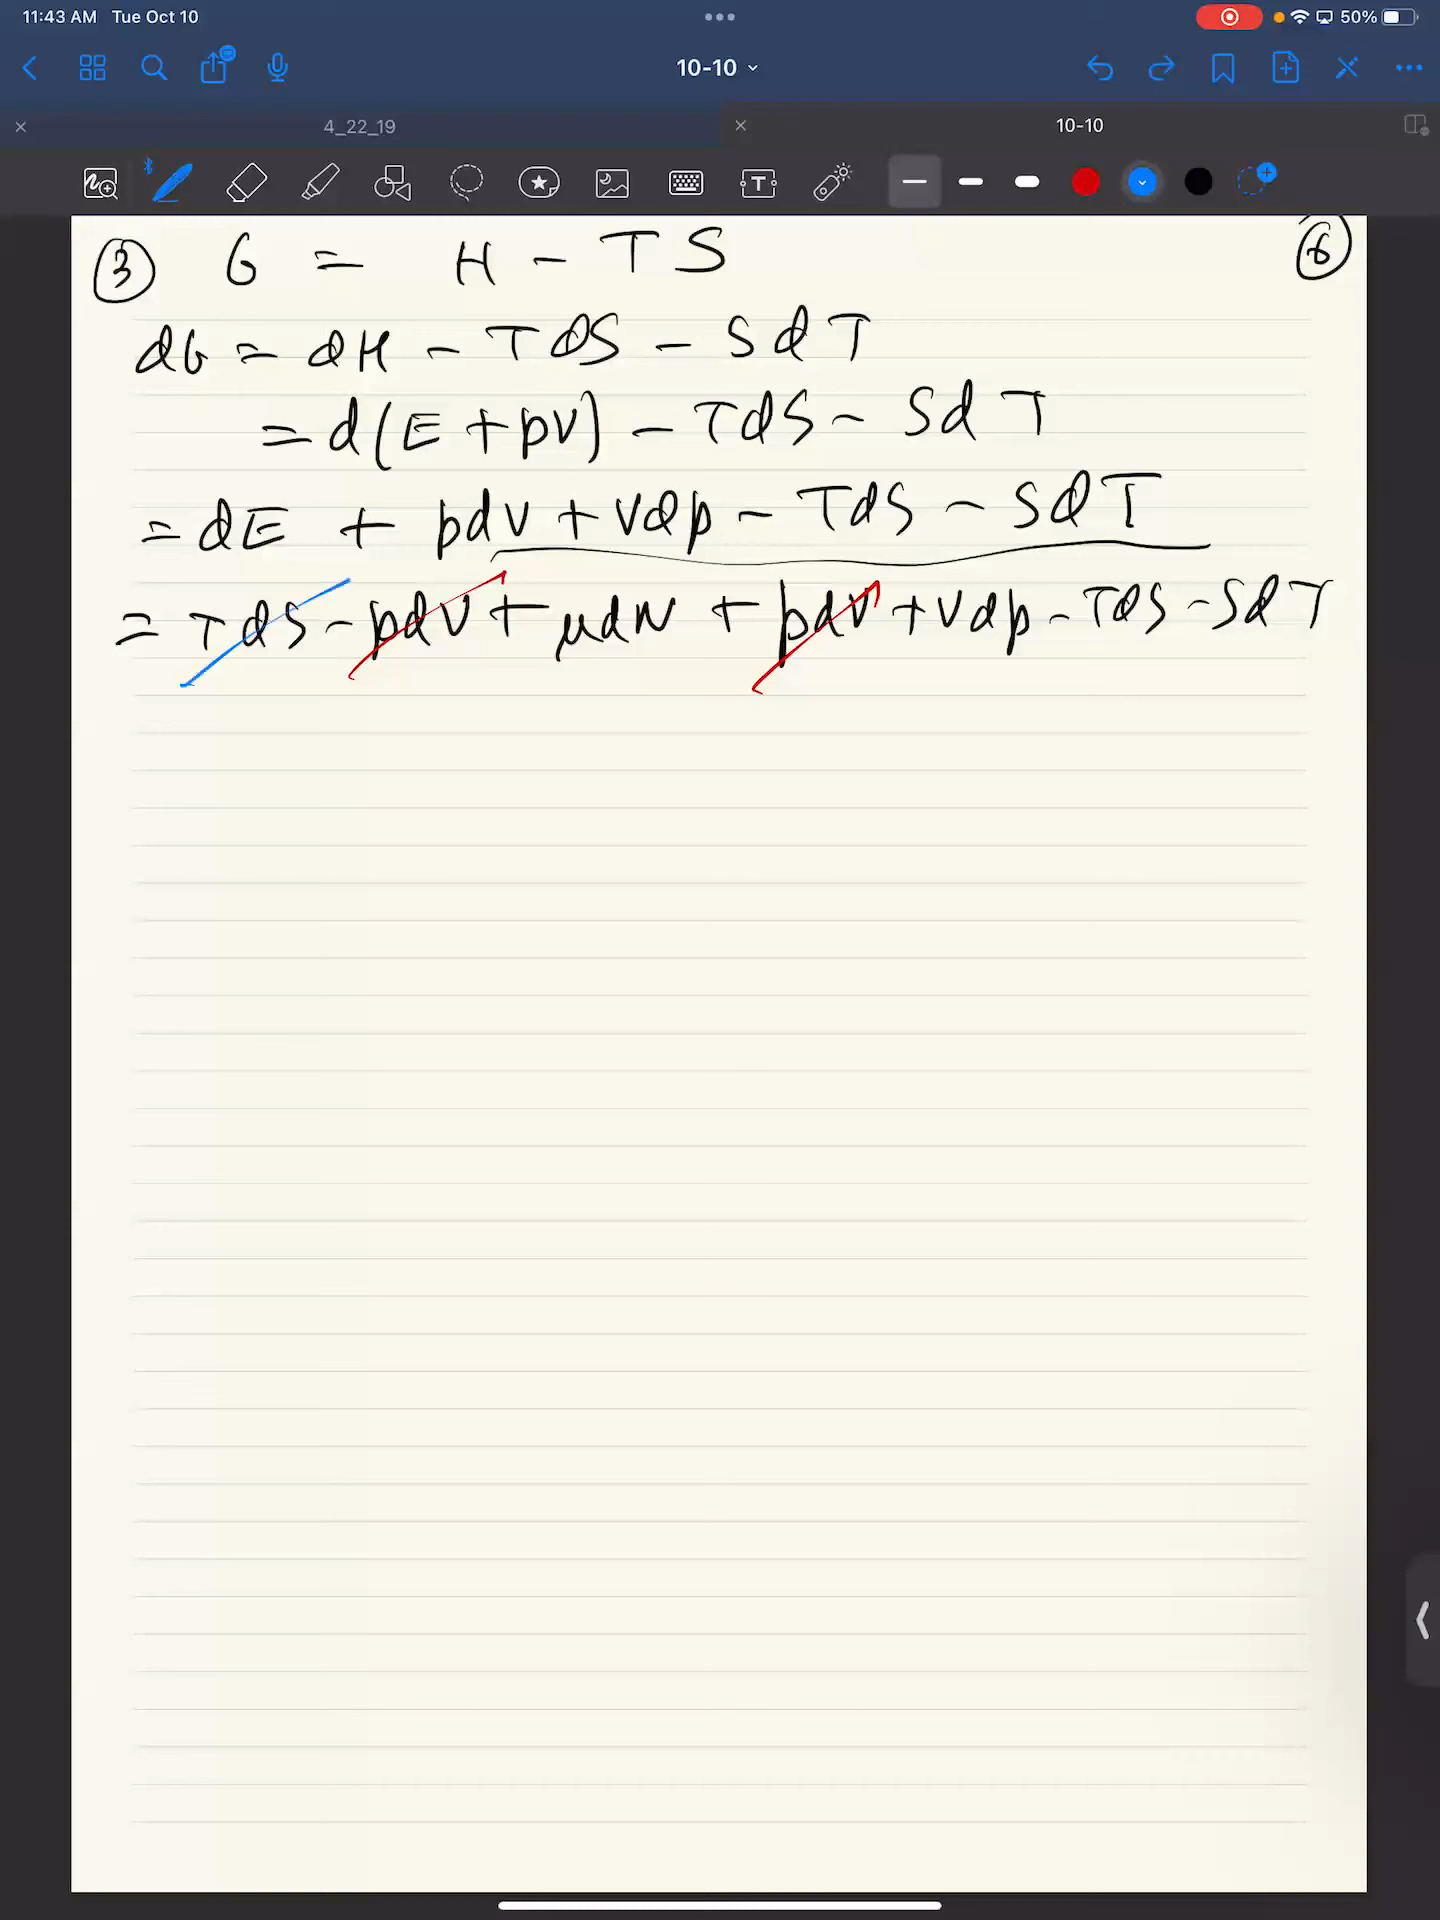 11:43 AM Tue Oct 10
50%
10-10
4_22_19
10-10
③ G = H - TS
⑥
dG = dH - TdS - SdT
= d(E + pV) - TdS - SdT
= dE + pdV + Vdp - TdS - SdT
= TdS - pdV + μdN + pdV + Vdp - TdS - SdT